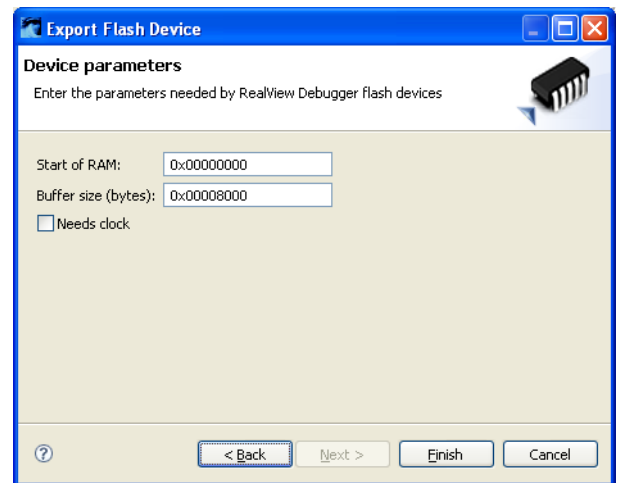 Export Flash Device
Device parameters
Enter the parameters needed by RealView Debugger flash devices
Start of RAM: 0x00000000
Buffer size (bytes): 0x00008000
Needs clock
? < Back Next > Finish Cancel